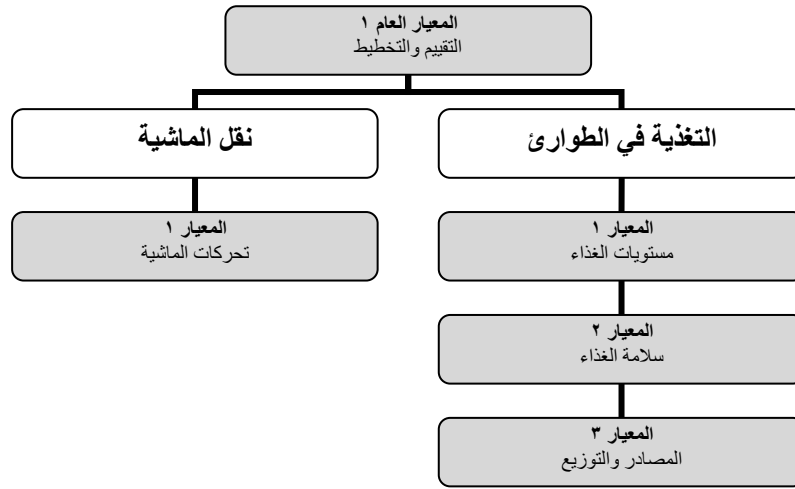 المعيار العام ١
التقييم والتخطيط
التغذية في الطوارئ
نقل الماشية
المعيار ١
مستويات الغذاء
المعيار ١
تحركات الماشية
المعيار ٢
سلامة الغذاء
المعيار ٣
المصادر والتوزيع